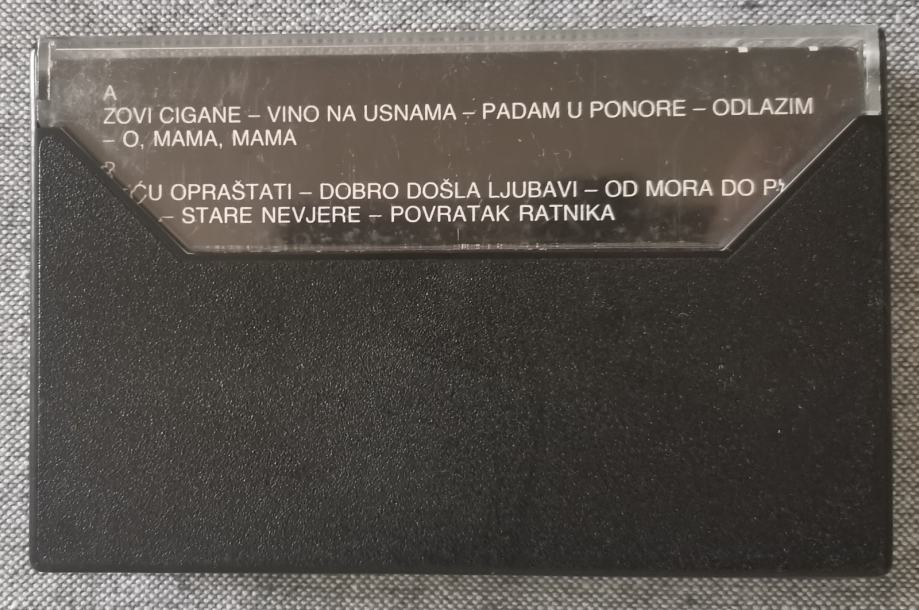 A
ZOVI CIGANE – VINO NA USNAMA – PADAM U PONORE – ODLAZIM
– O, MAMA, MAMA
B
OPRAŠTATI – DOBRO DOŠLA LJUBAVI – OD MORA DO
– STARE NEVJERE – POVRATAK RATNIKA